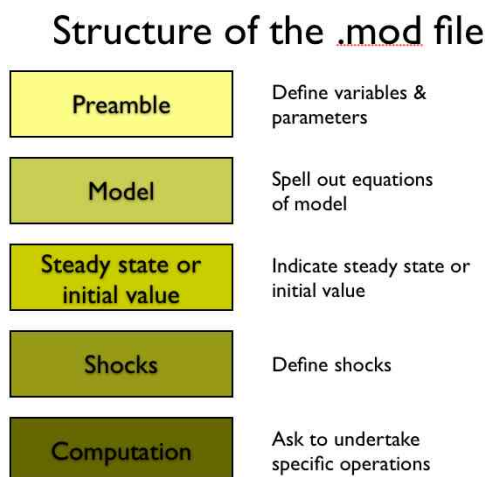 Structure of the .mod file
Preamble
Define variables &
parameters
Model
Spell out equations
of model
Steady state or
initial value
Indicate steady state or
initial value
Shocks
Define shocks
Computation
Ask to undertake
specific operations